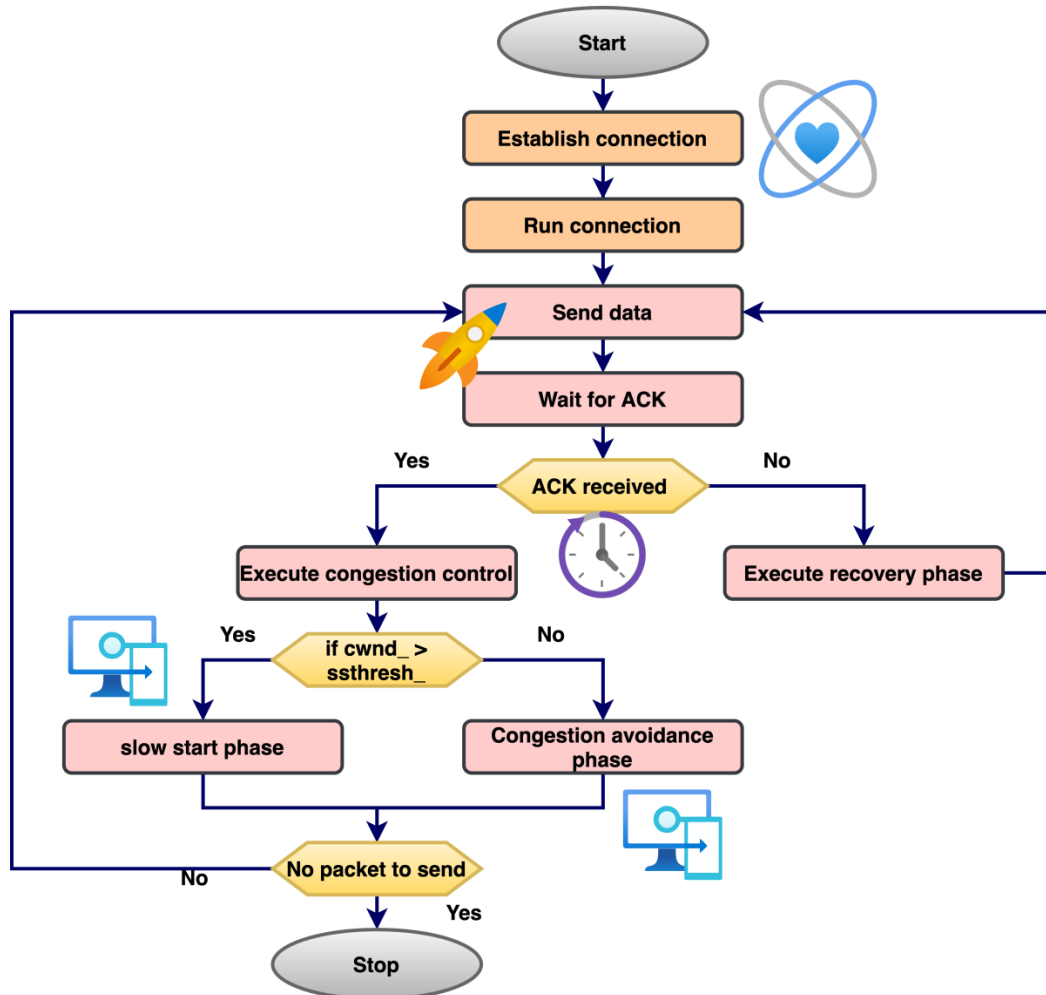 Start
Establish connection
Run connection
Send data
Wait for ACK
Yes
No
ACK received
Execute congestion control
Execute recovery phase
Yes
No
if cwnd_ >
ssthresh_
slow start phase
Congestion avoidance
phase
No packet to send
No
Yes
Stop